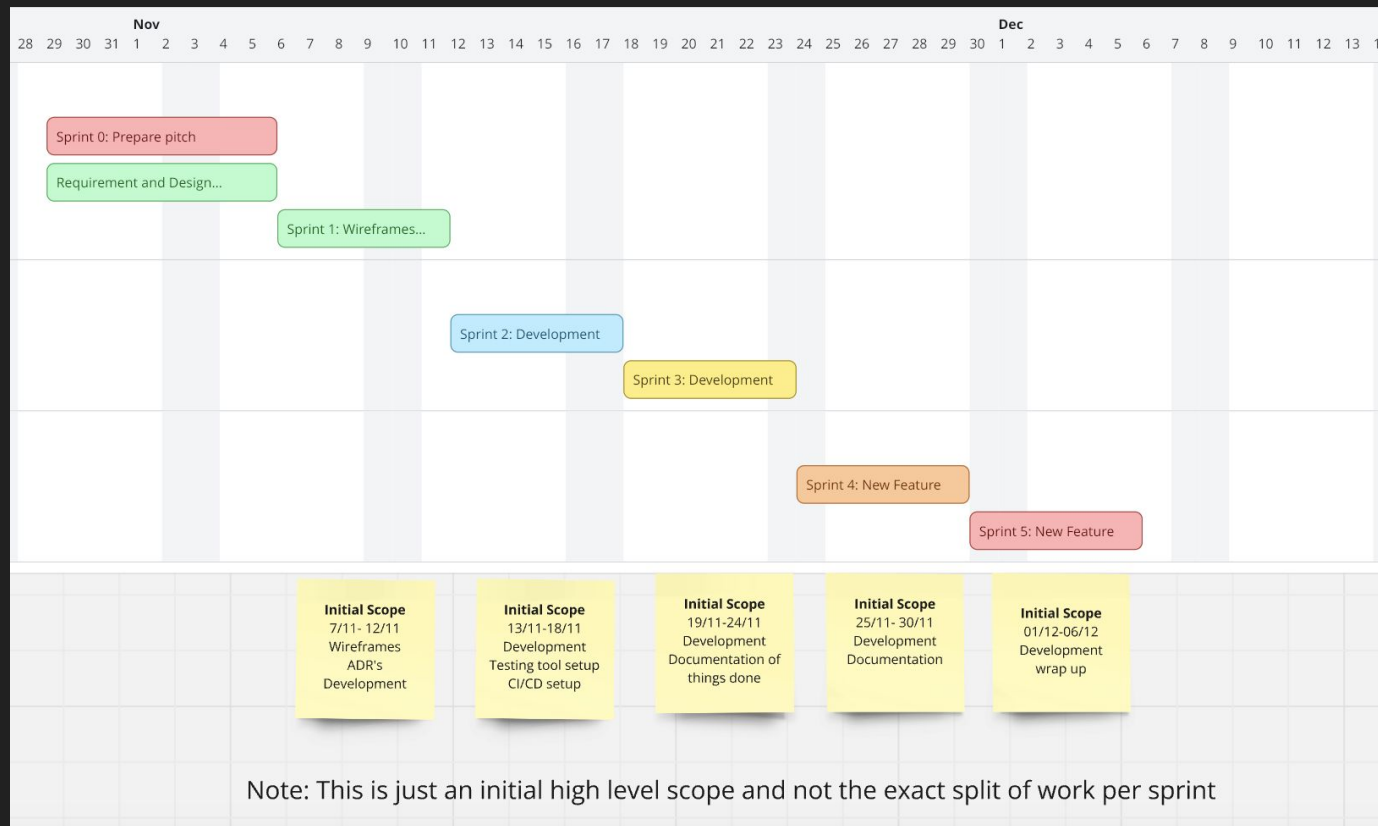 Nov Dec
28 29 30 31 1 2 3 4 5 6 7 8 9 10 11 12 13 14 15 16 17 18 19 20 21 22 23 24 25 26 27 28 29 30 1 2 3 4 5 6 7 8 9 10 11 12 13
Sprint 0: Prepare pitch
Requirement and Design...
Sprint 1: Wireframes...
Sprint 2: Development
Sprint 3: Development
Sprint 4: New Feature
Sprint 5: New Feature
Initial Scope
7/11- 12/11
Wireframes
ADR's
Development
Initial Scope
13/11-18/11
Development
Testing tool setup
CI/CD setup
Initial Scope
19/11-24/11
Development
Documentation of
things done
Initial Scope
25/11- 30/11
Development
Documentation
Initial Scope
01/12-06/12
Development
wrap up
Note: This is just an initial high level scope and not the exact split of work per sprint